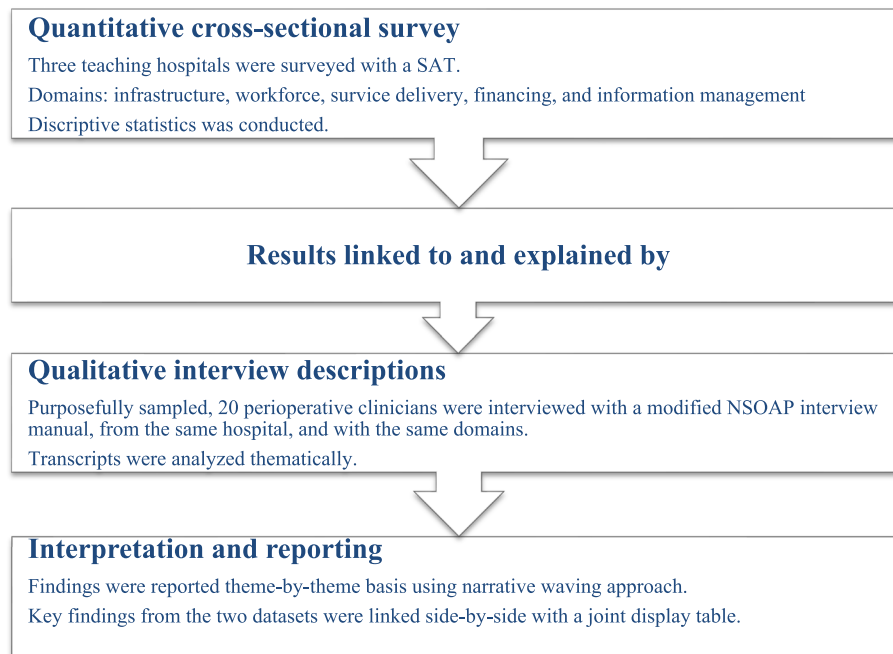 Quantitative cross-sectional survey
Three teaching hospitals were surveyed with a SAT.
Domains: infrastructure, workforce, service delivery, financing, and information management
Discriptive statistics was conducted.
Results linked to and explained by
Qualitative interview descriptions
Purposefully sampled, 20 perioperative clinicians were interviewed with a modified NSOAP interview
manual, from the same hospital, and with the same domains.
Transcripts were analyzed thematically.
Interpretation and reporting
Findings were reported theme-by-theme basis using narrative waving approach.
Key findings from the two datasets were linked side-by-side with a joint display table.